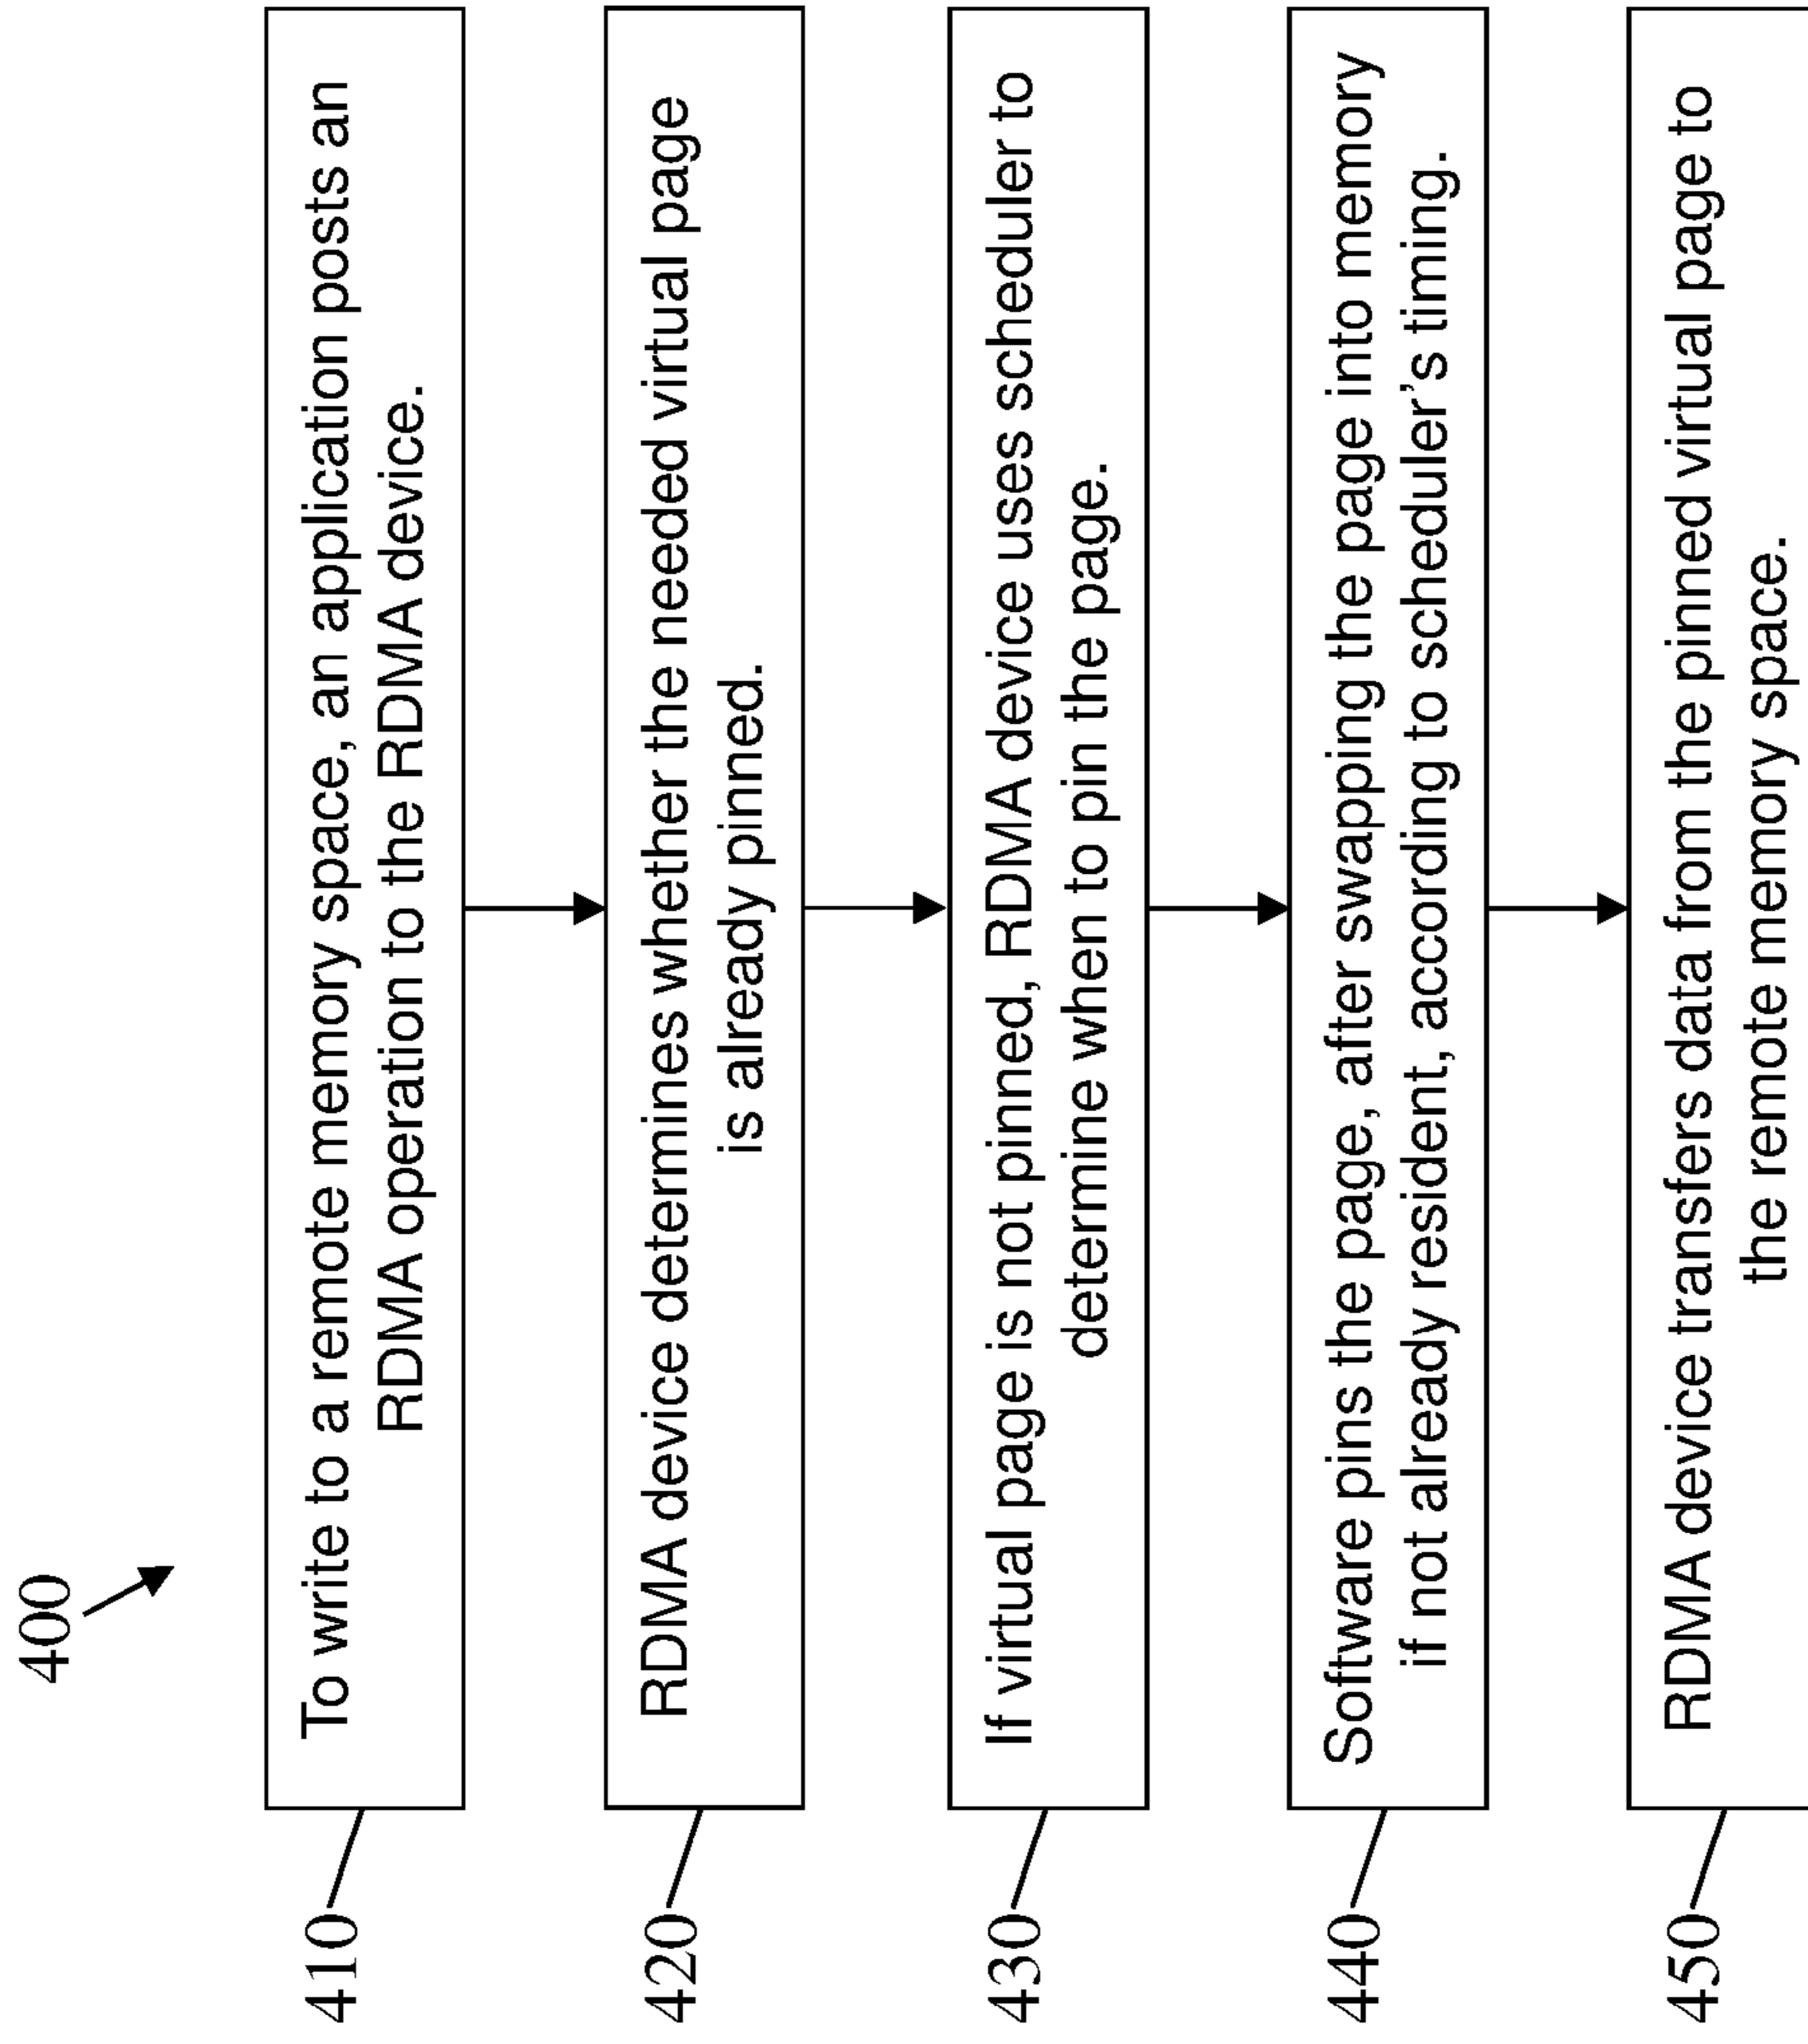 400
410
To write to a remote memory space, an application posts an
RDMA operation to the RDMA device.
420
RDMA device determines whether the needed virtual page
is already pinned.
430
If virtual page is not pinned, RDMA device uses scheduler to
determine when to pin the page.
440
Software pins the page, after swapping the page into memory
if not already resident, according to scheduler's timing.
450
RDMA device transfers data from the pinned virtual page to
the remote memory space.